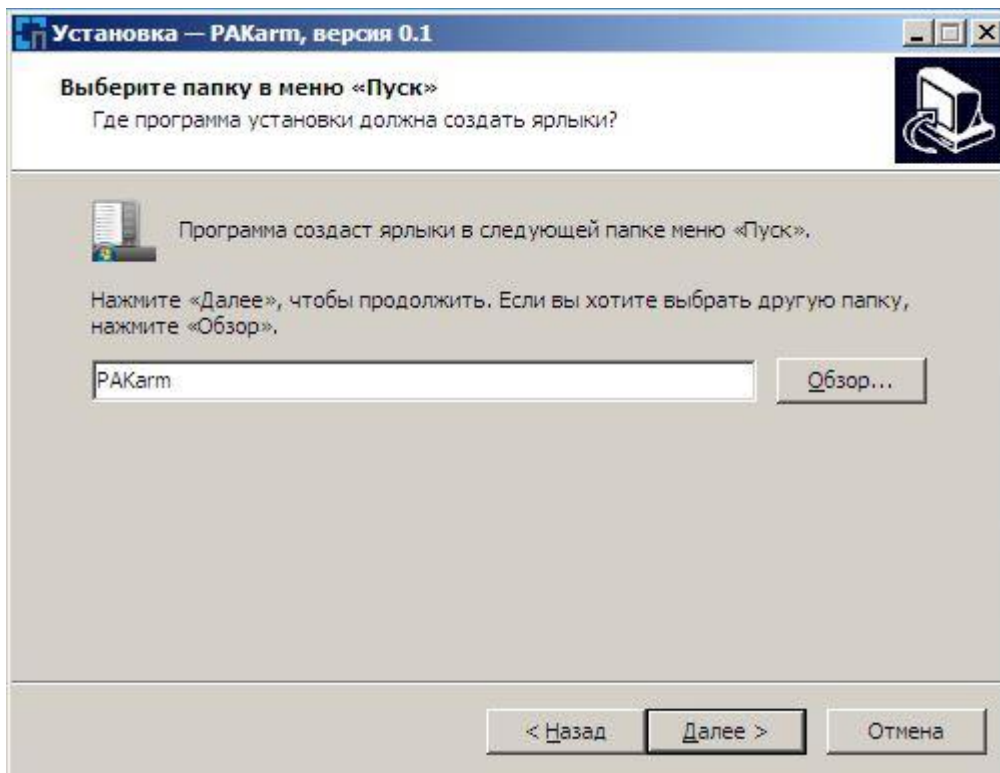 Установка — PAKarm, версия 0.1
Выберите папку в меню «Пуск»
Где программа установки должна создать ярлыки?
Программа создаст ярлыки в следующей папке меню «Пуск».
Нажмите «Далее», чтобы продолжить. Если вы хотите выбрать другую папку,
нажмите «Обзор».
PAKarm
Обзор...
< Назад
Далее >
Отмена